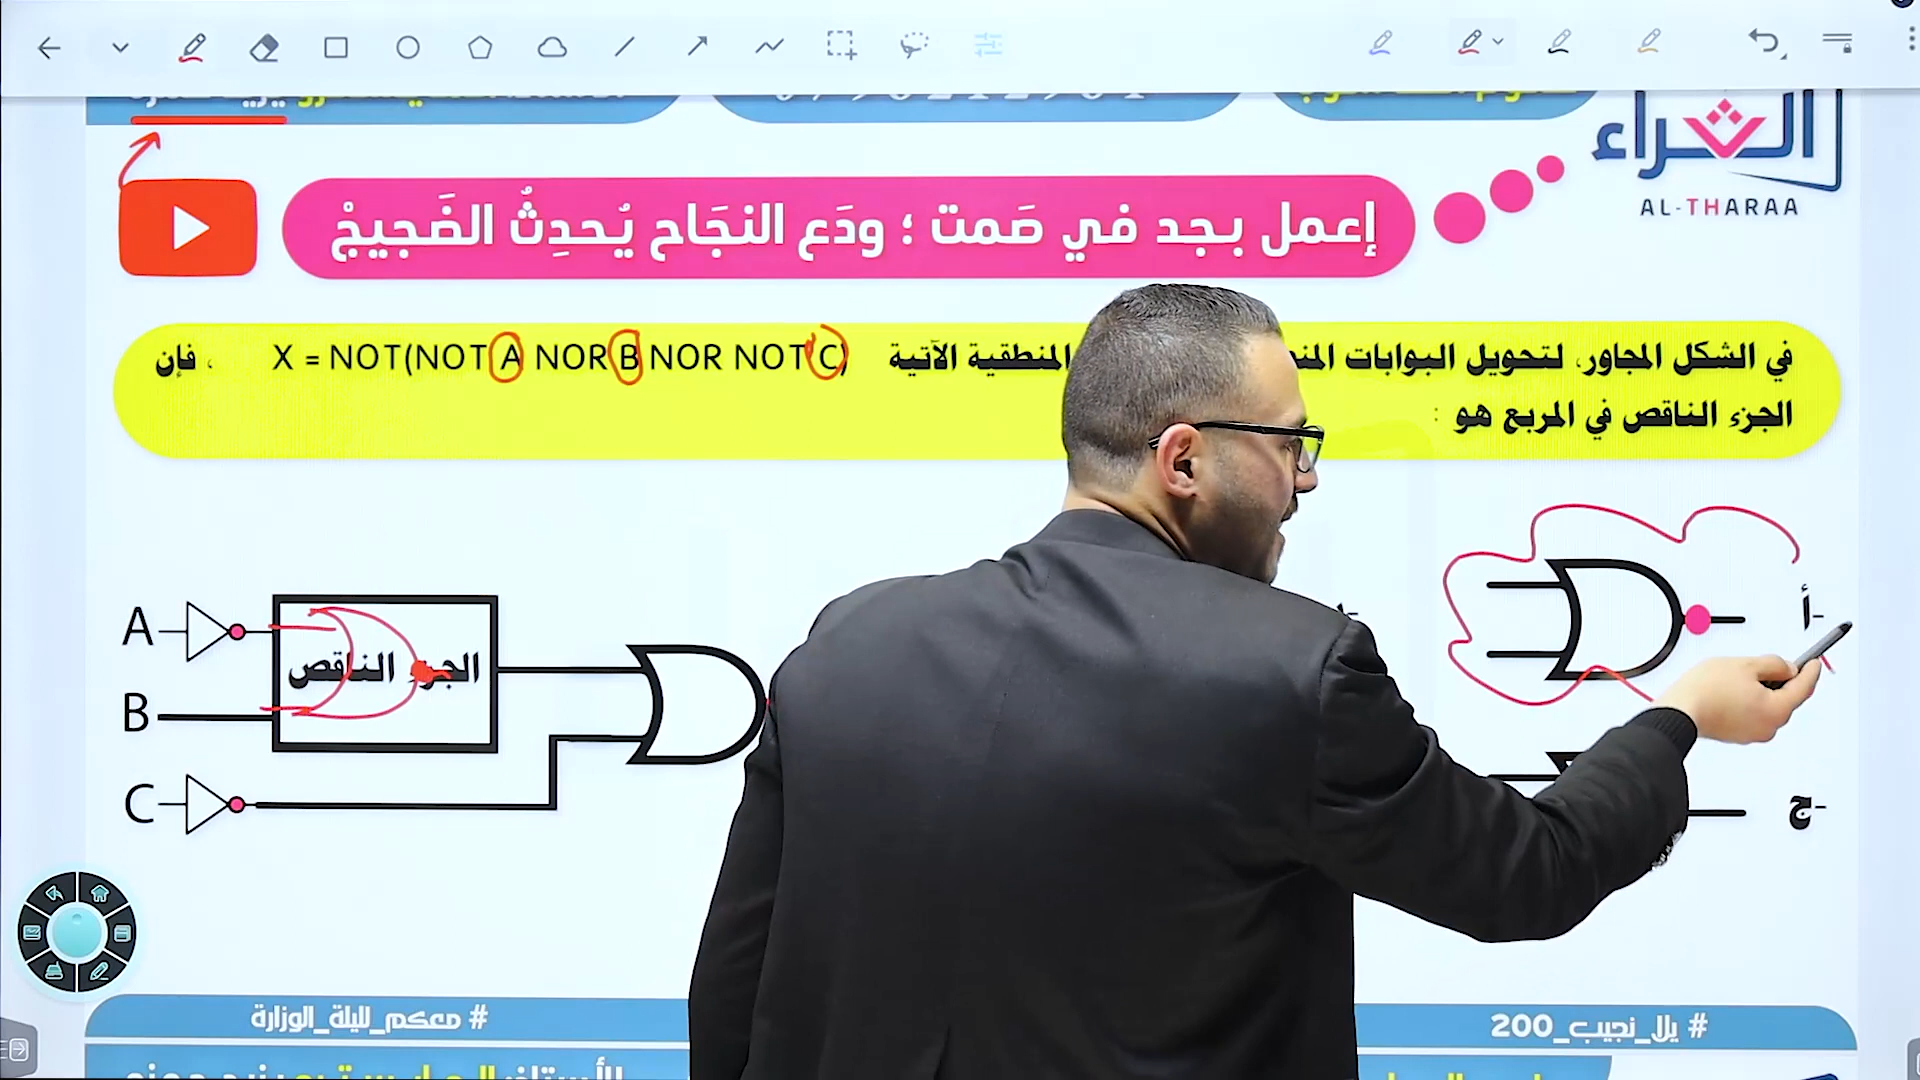 الثراء
AL-THARAA
إعمل بجد في صَمت ؛ ودَع النجَاح يُحدِثُ الضَجيجْ
في الشكل المجاور، لتحويل البوابات المنطقية الآتية X = NOT(NOT A NOR B NOR NOT C) ، فإن
الجزء الناقص في المربع هو :
أ-
A
الجزء الناقص
B
C
ج-
# يلا_نجيب_200
# معكم_لليلة_الوزارة